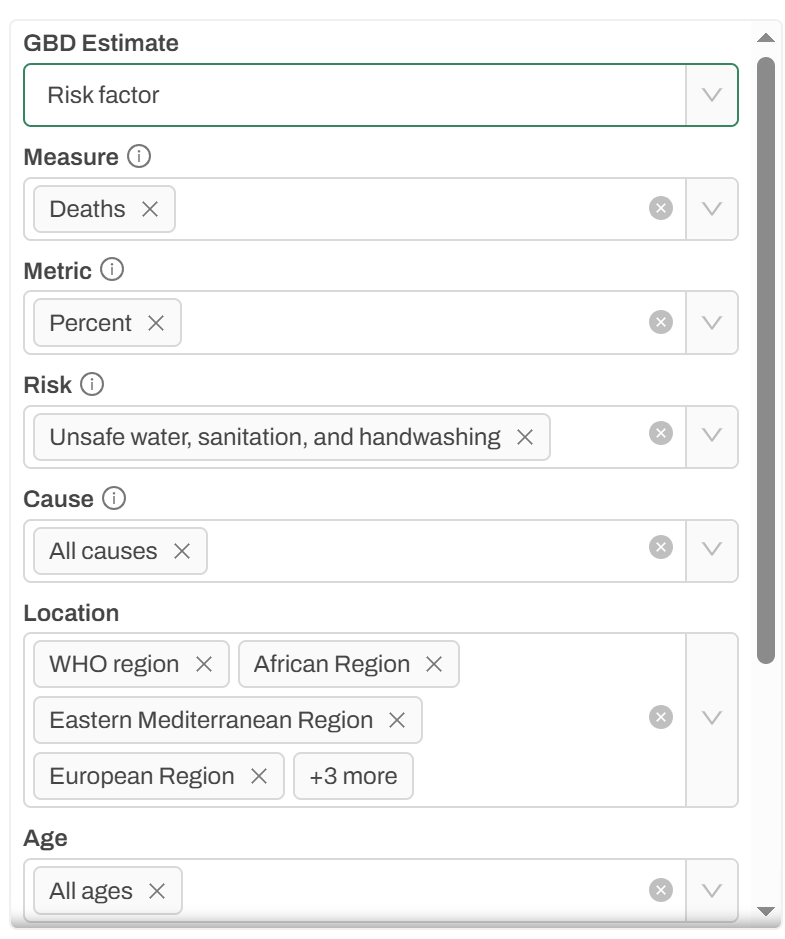 GBD Estimate
Risk factor
Measure
Deaths
Metric
Percent
Risk
Unsafe water, sanitation, and handwashing
Cause
All causes
Location
WHO region African Region
Eastern Mediterranean Region
European Region +3 more
Age
All ages